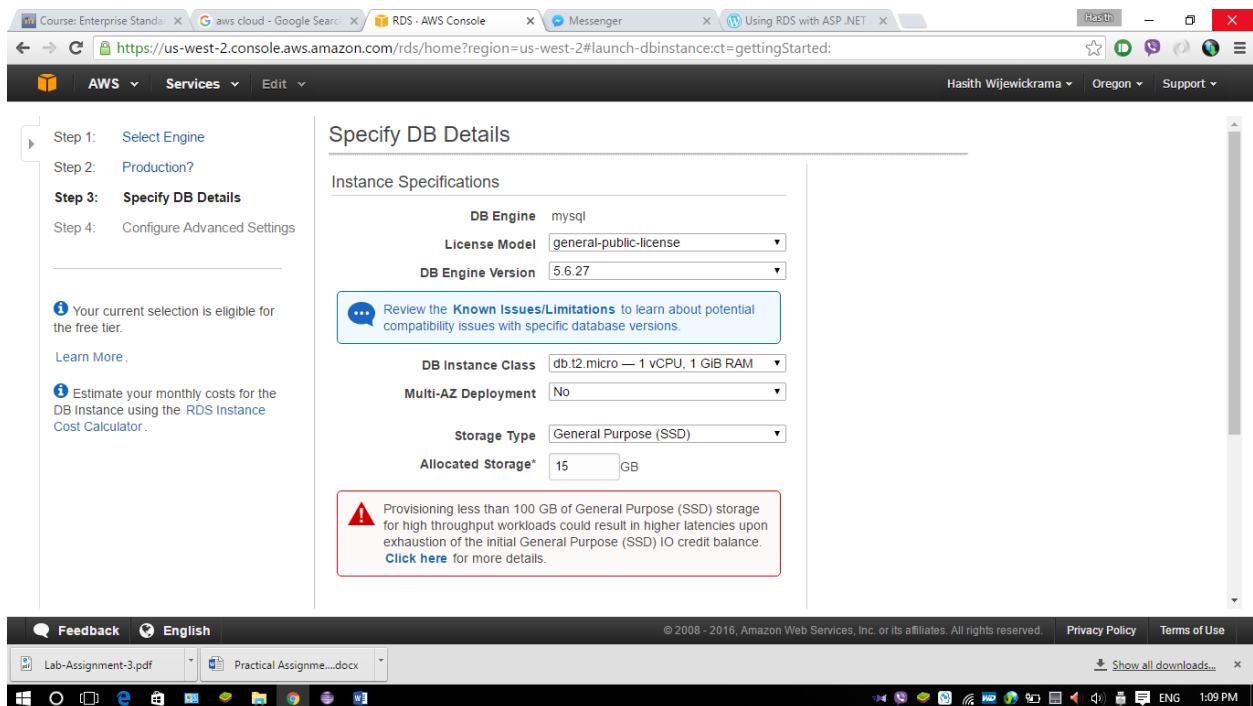 Course: Enterprise Standar
aws cloud - Google Searc
RDS · AWS Console
Messenger
Using RDS with ASP .NET
Hasith
https://us-west-2.console.aws.amazon.com/rds/home?region=us-west-2#launch-dbinstance:ct=gettingStarted:
AWS
Services
Edit
Hasith Wijewickrama
Oregon
Support
Step 1: Select Engine
Step 2: Production?
Step 3: Specify DB Details
Step 4: Configure Advanced Settings
Your current selection is eligible for
the free tier.
Learn More.
Estimate your monthly costs for the
DB Instance using the RDS Instance
Cost Calculator.
Specify DB Details
Instance Specifications
DB Engine mysql
License Model general-public-license
DB Engine Version 5.6.27
Review the Known Issues/Limitations to learn about potential
compatibility issues with specific database versions.
DB Instance Class db.t2.micro — 1 vCPU, 1 GiB RAM
Multi-AZ Deployment No
Storage Type General Purpose (SSD)
Allocated Storage* 15 GB
Provisioning less than 100 GB of General Purpose (SSD) storage
for high throughput workloads could result in higher latencies upon
exhaustion of the initial General Purpose (SSD) IO credit balance.
Click here for more details.
Feedback
English
© 2008 - 2016, Amazon Web Services, Inc. or its affiliates. All rights reserved.
Privacy Policy
Terms of Use
Lab-Assignment-3.pdf
Practical Assignme....docx
Show all downloads...
ENG
1:09 PM